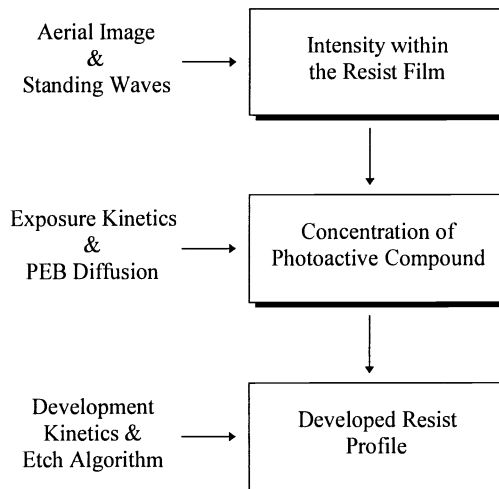 Aerial Image
&
Standing Waves
Intensity within
the Resist Film
Exposure Kinetics
&
PEB Diffusion
Concentration of
Photoactive Compound
Development
Kinetics &
Etch Algorithm
Developed Resist
Profile